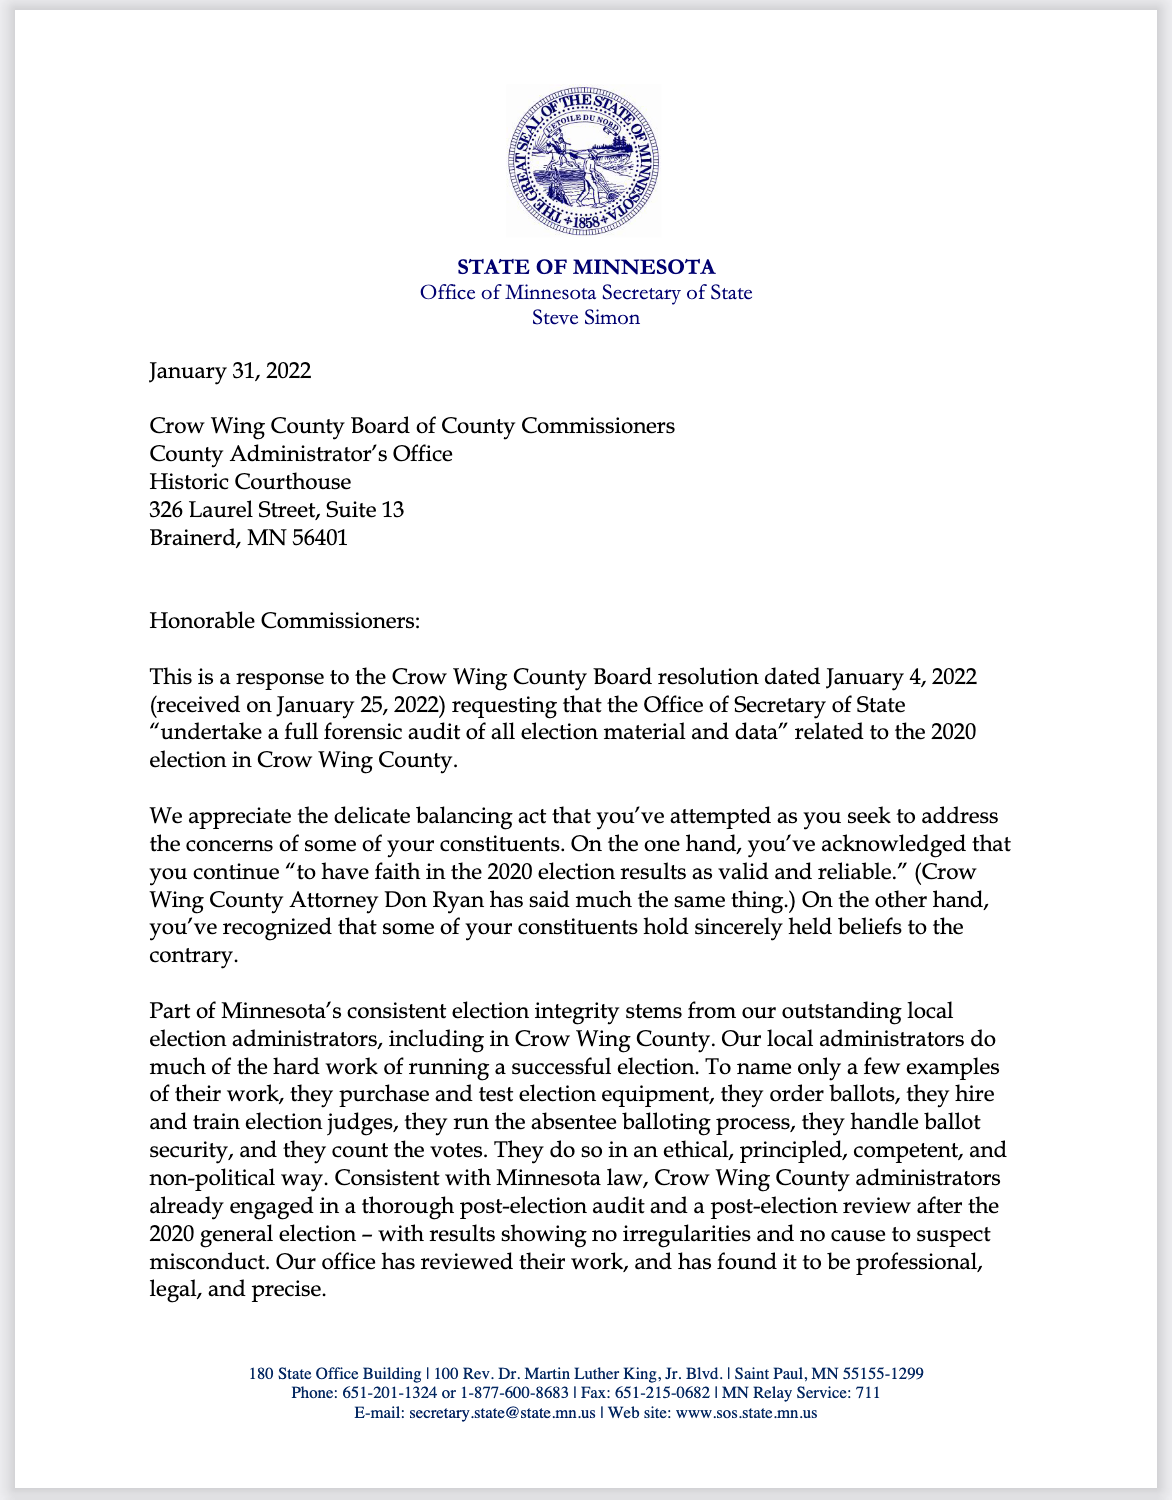 THE GREAT SEAL OF THE STATE OF MINNESOTA
L'ETOILE DU NORD
1858
STATE OF MINNESOTA
Office of Minnesota Secretary of State
Steve Simon
January 31, 2022
Crow Wing County Board of County Commissioners
County Administrator’s Office
Historic Courthouse
326 Laurel Street, Suite 13
Brainerd, MN 56401
Honorable Commissioners:
This is a response to the Crow Wing County Board resolution dated January 4, 2022
(received on January 25, 2022) requesting that the Office of Secretary of State
“undertake a full forensic audit of all election material and data” related to the 2020
election in Crow Wing County.
We appreciate the delicate balancing act that you’ve attempted as you seek to address
the concerns of some of your constituents. On the one hand, you’ve acknowledged that
you continue “to have faith in the 2020 election results as valid and reliable.” (Crow
Wing County Attorney Don Ryan has said much the same thing.) On the other hand,
you’ve recognized that some of your constituents hold sincerely held beliefs to the
contrary.
Part of Minnesota’s consistent election integrity stems from our outstanding local
election administrators, including in Crow Wing County. Our local administrators do
much of the hard work of running a successful election. To name only a few examples
of their work, they purchase and test election equipment, they order ballots, they hire
and train election judges, they run the absentee balloting process, they handle ballot
security, and they count the votes. They do so in an ethical, principled, competent, and
non-political way. Consistent with Minnesota law, Crow Wing County administrators
already engaged in a thorough post-election audit and a post-election review after the
2020 general election – with results showing no irregularities and no cause to suspect
misconduct. Our office has reviewed their work, and has found it to be professional,
legal, and precise.
180 State Office Building | 100 Rev. Dr. Martin Luther King, Jr. Blvd. | Saint Paul, MN 55155-1299
Phone: 651-201-1324 or 1-877-600-8683 | Fax: 651-215-0682 | MN Relay Service: 711
E-mail: secretary.state@state.mn.us | Web site: www.sos.state.mn.us